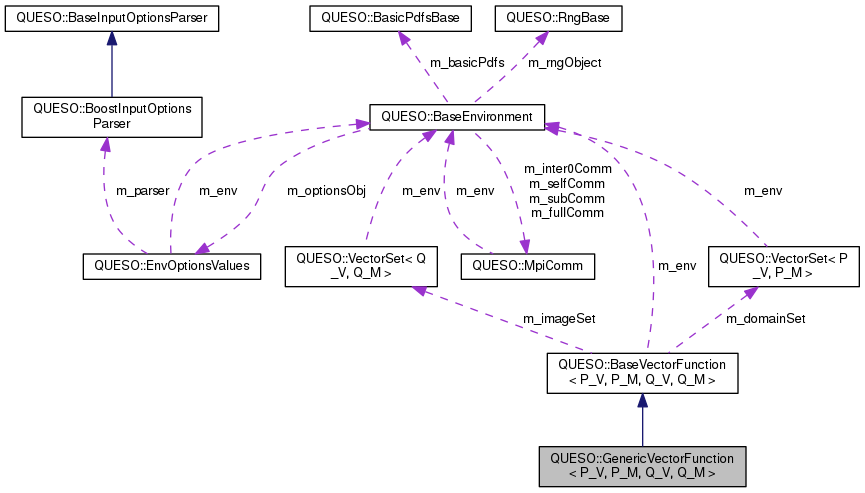 QUESO::BaseInputOptionsParser
QUESO::BasicPdfsBase
QUESO::RngBase
m_basicPdfs
m_rngObject
QUESO::BoostInputOptions
Parser
QUESO::BaseEnvironment
m_parser
m_env
m_optionsObj
m_env
m_env
m_inter0Comm
m_selfComm
m_subComm
m_fullComm
m_env
QUESO::EnvOptionsValues
QUESO::VectorSet< Q
_V, Q_M >
QUESO::MpiComm
m_env
QUESO::VectorSet< P
_V, P_M >
m_imageSet
m_domainSet
QUESO::BaseVectorFunction
< P_V, P_M, Q_V, Q_M >
QUESO::GenericVectorFunction
< P_V, P_M, Q_V, Q_M >